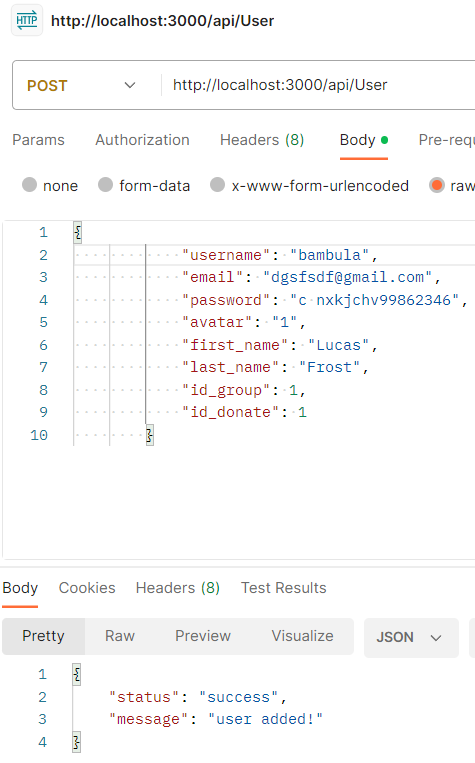 HTTP http://localhost:3000/api/User
POST http://localhost:3000/api/User
Params Authorization Headers (8) Body Pre-requ
none form-data x-www-form-urlencoded raw
1 {
2 "username": "bambula",
3 "email": "dgsfsdf@gmail.com",
4 "password": "c nxkjchv99862346",
5 "avatar": "1",
6 "first_name": "Lucas",
7 "last_name": "Frost",
8 "id_group": 1,
9 "id_donate": 1
10 }
Body Cookies Headers (8) Test Results
Pretty Raw Preview Visualize JSON
1 {
2 "status": "success",
3 "message": "user added!"
4 }